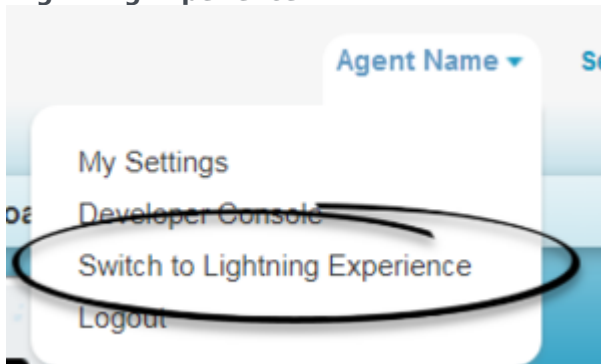 Agent Name
My Settings
Developer Console
Switch to Lightning Experience
Logout